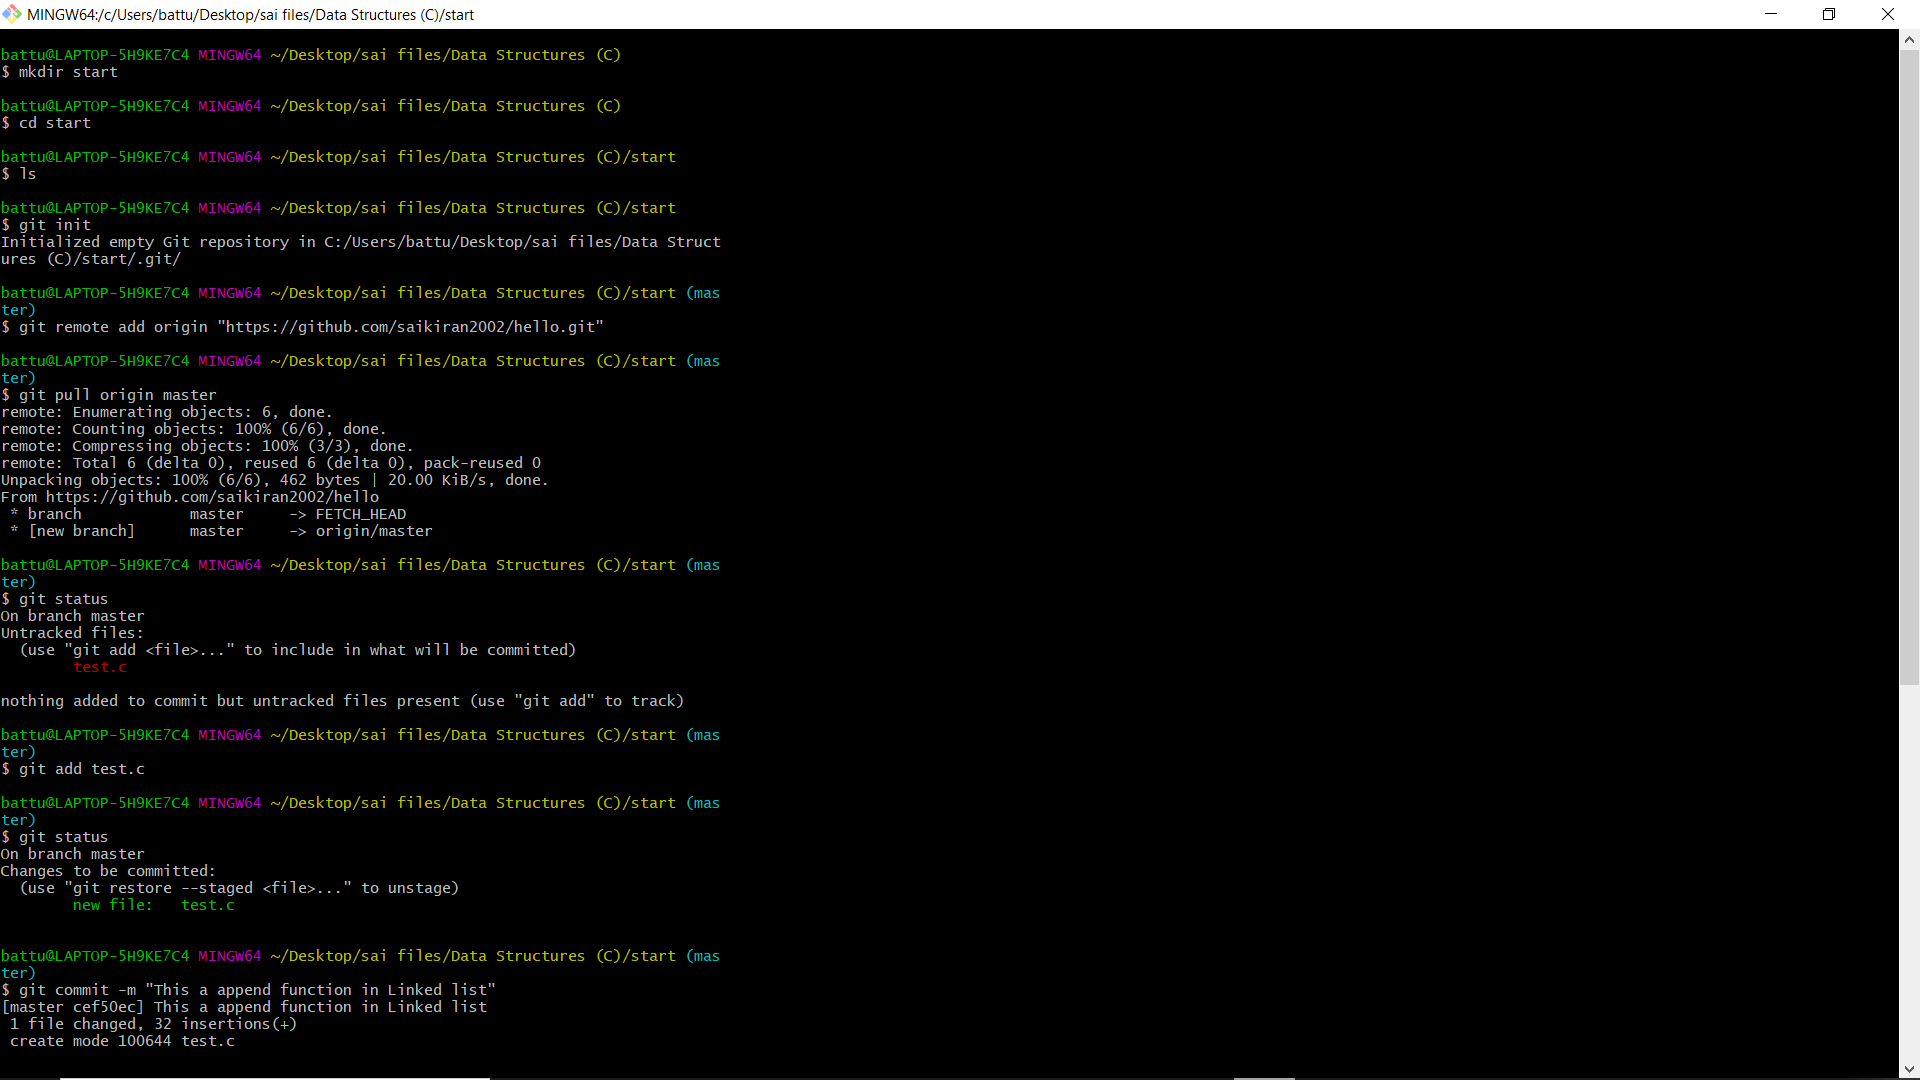 MINGW64:/c/Users/battu/Desktop/sai files/Data Structures (C)/start
battu@LAPTOP-5H9KE7C4 MINGW64 ~/Desktop/sai files/Data Structures (C)
$ mkdir start
battu@LAPTOP-5H9KE7C4 MINGW64 ~/Desktop/sai files/Data Structures (C)
$ cd start
battu@LAPTOP-5H9KE7C4 MINGW64 ~/Desktop/sai files/Data Structures (C)/start
$ ls
battu@LAPTOP-5H9KE7C4 MINGW64 ~/Desktop/sai files/Data Structures (C)/start
$ git init
Initialized empty Git repository in C:/Users/battu/Desktop/sai files/Data Struct
ures (C)/start/.git/
battu@LAPTOP-5H9KE7C4 MINGW64 ~/Desktop/sai files/Data Structures (C)/start (mas
ter)
$ git remote add origin "https://github.com/saikiran2002/hello.git"
battu@LAPTOP-5H9KE7C4 MINGW64 ~/Desktop/sai files/Data Structures (C)/start (mas
ter)
$ git pull origin master
remote: Enumerating objects: 6, done.
remote: Counting objects: 100% (6/6), done.
remote: Compressing objects: 100% (3/3), done.
remote: Total 6 (delta 0), reused 6 (delta 0), pack-reused 0
Unpacking objects: 100% (6/6), 462 bytes | 20.00 KiB/s, done.
From https://github.com/saikiran2002/hello
 * branch            master     -> FETCH_HEAD
 * [new branch]      master     -> origin/master
battu@LAPTOP-5H9KE7C4 MINGW64 ~/Desktop/sai files/Data Structures (C)/start (mas
ter)
$ git status
On branch master
Untracked files:
  (use "git add <file>..." to include in what will be committed)
        test.c
nothing added to commit but untracked files present (use "git add" to track)
battu@LAPTOP-5H9KE7C4 MINGW64 ~/Desktop/sai files/Data Structures (C)/start (mas
ter)
$ git add test.c
battu@LAPTOP-5H9KE7C4 MINGW64 ~/Desktop/sai files/Data Structures (C)/start (mas
ter)
$ git status
On branch master
Changes to be committed:
  (use "git restore --staged <file>..." to unstage)
        new file:   test.c
battu@LAPTOP-5H9KE7C4 MINGW64 ~/Desktop/sai files/Data Structures (C)/start (mas
ter)
$ git commit -m "This a append function in Linked list"
[master cef50ec] This a append function in Linked list
 1 file changed, 32 insertions(+)
 create mode 100644 test.c